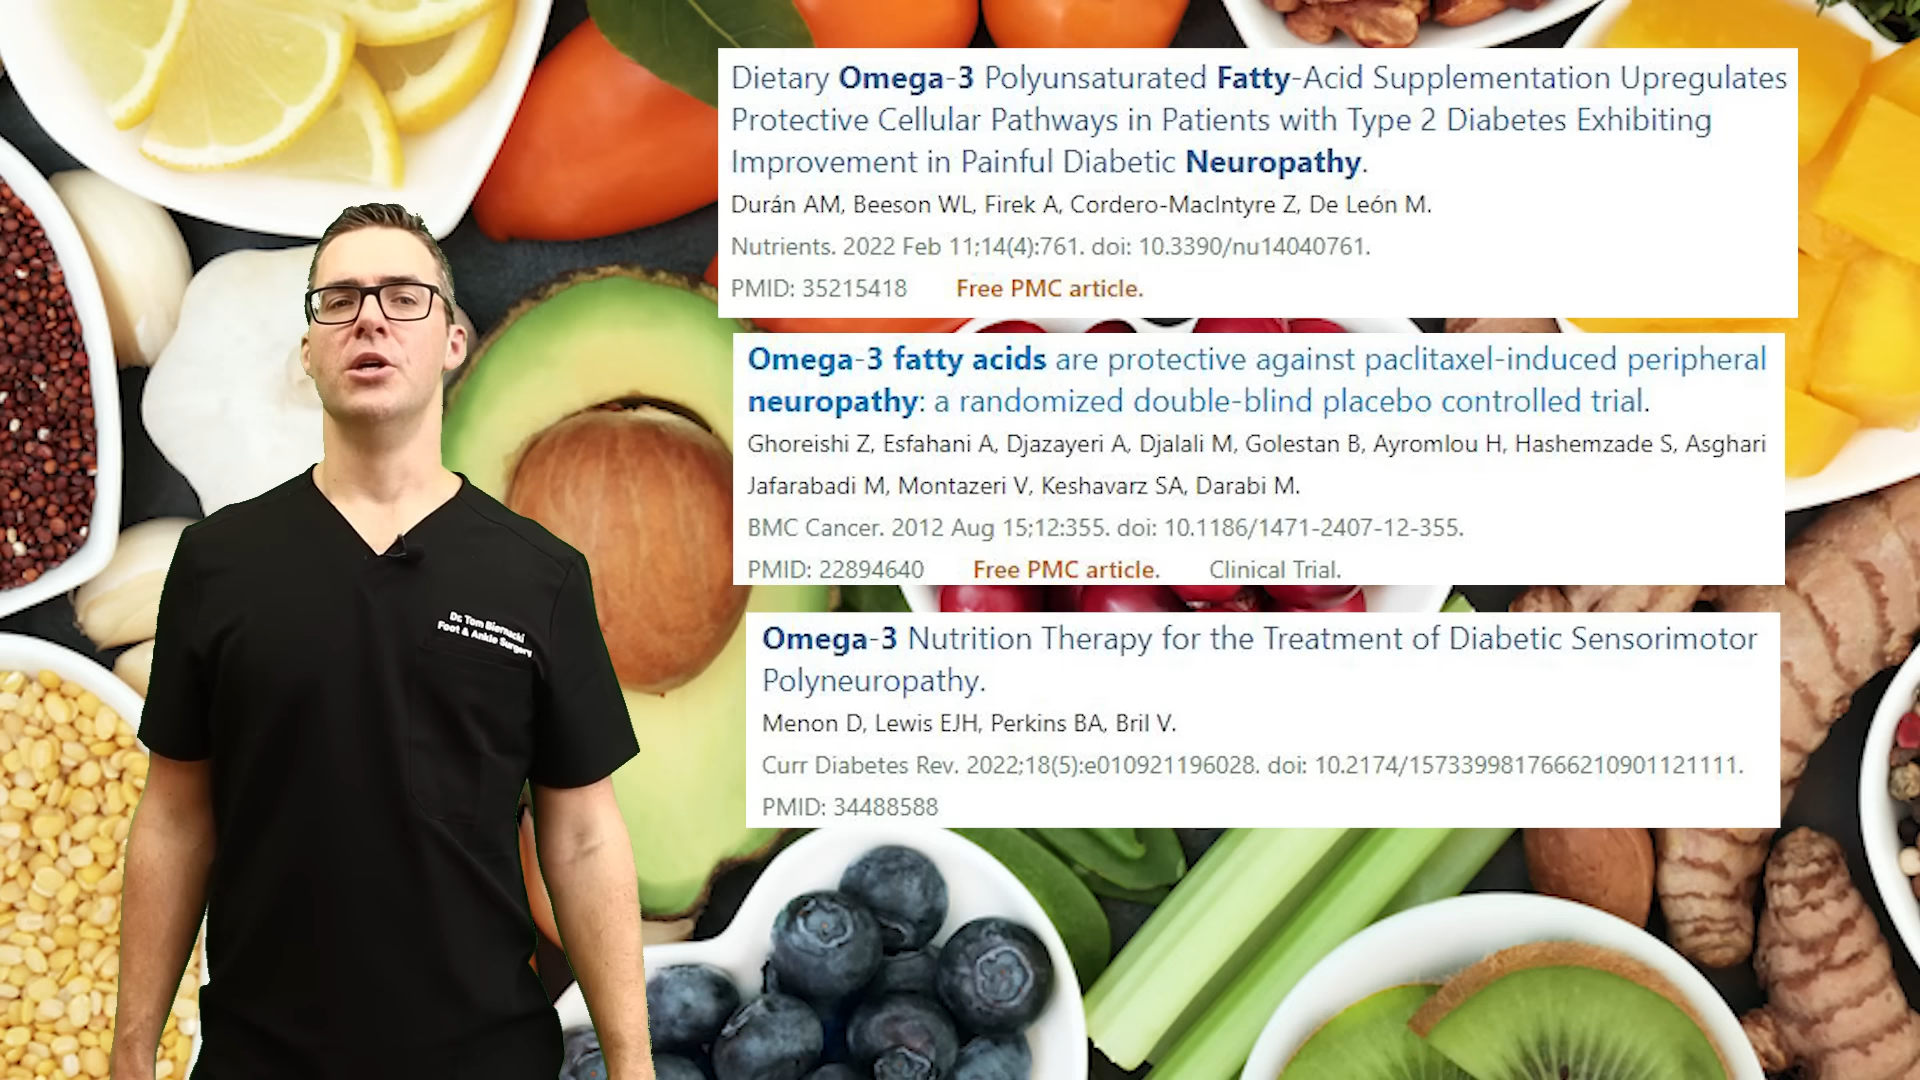 Dietary Omega-3 Polyunsaturated Fatty-Acid Supplementation Upregulates
Protective Cellular Pathways in Patients with Type 2 Diabetes Exhibiting
Improvement in Painful Diabetic Neuropathy.
Durán AM, Beeson WL, Firek A, Cordero-MacIntyre Z, De León M.
Nutrients. 2022 Feb 11;14(4):761. doi: 10.3390/nu14040761.
PMID: 35215418 Free PMC article.
Omega-3 fatty acids are protective against paclitaxel-induced peripheral
neuropathy: a randomized double-blind placebo controlled trial.
Ghoreishi Z, Esfahani A, Djazayeri A, Djalali M, Golestan B, Ayromlou H, Hashemzade S, Asghari
Jafarabadi M, Montazeri V, Keshavarz SA, Darabi M.
BMC Cancer. 2012 Aug 15;12:355. doi: 10.1186/1471-2407-12-355.
PMID: 22894640 Free PMC article. Clinical Trial.
Omega-3 Nutrition Therapy for the Treatment of Diabetic Sensorimotor
Polyneuropathy.
Menon D, Lewis EJH, Perkins BA, Bril V.
Curr Diabetes Rev. 2022;18(5):e010921196028. doi: 10.2174/1573399817666210901121111.
PMID: 34488588
Dr. Tom Biernacki
Foot & Ankle Surgery